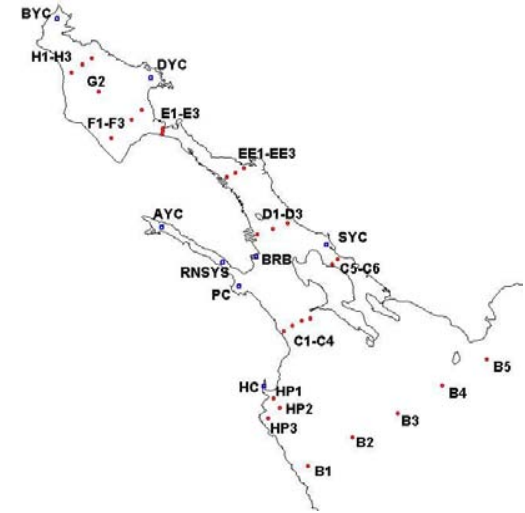 BYC
H1-H3
DYC
G2
F1-F3
E1-E3
EE1-EE3
AYC
D1-D3
SYC
RNSYS
BRB
C5-C6
PC
C1-C4
B5
HC
HP1
B4
HP2
B3
HP3
B2
B1